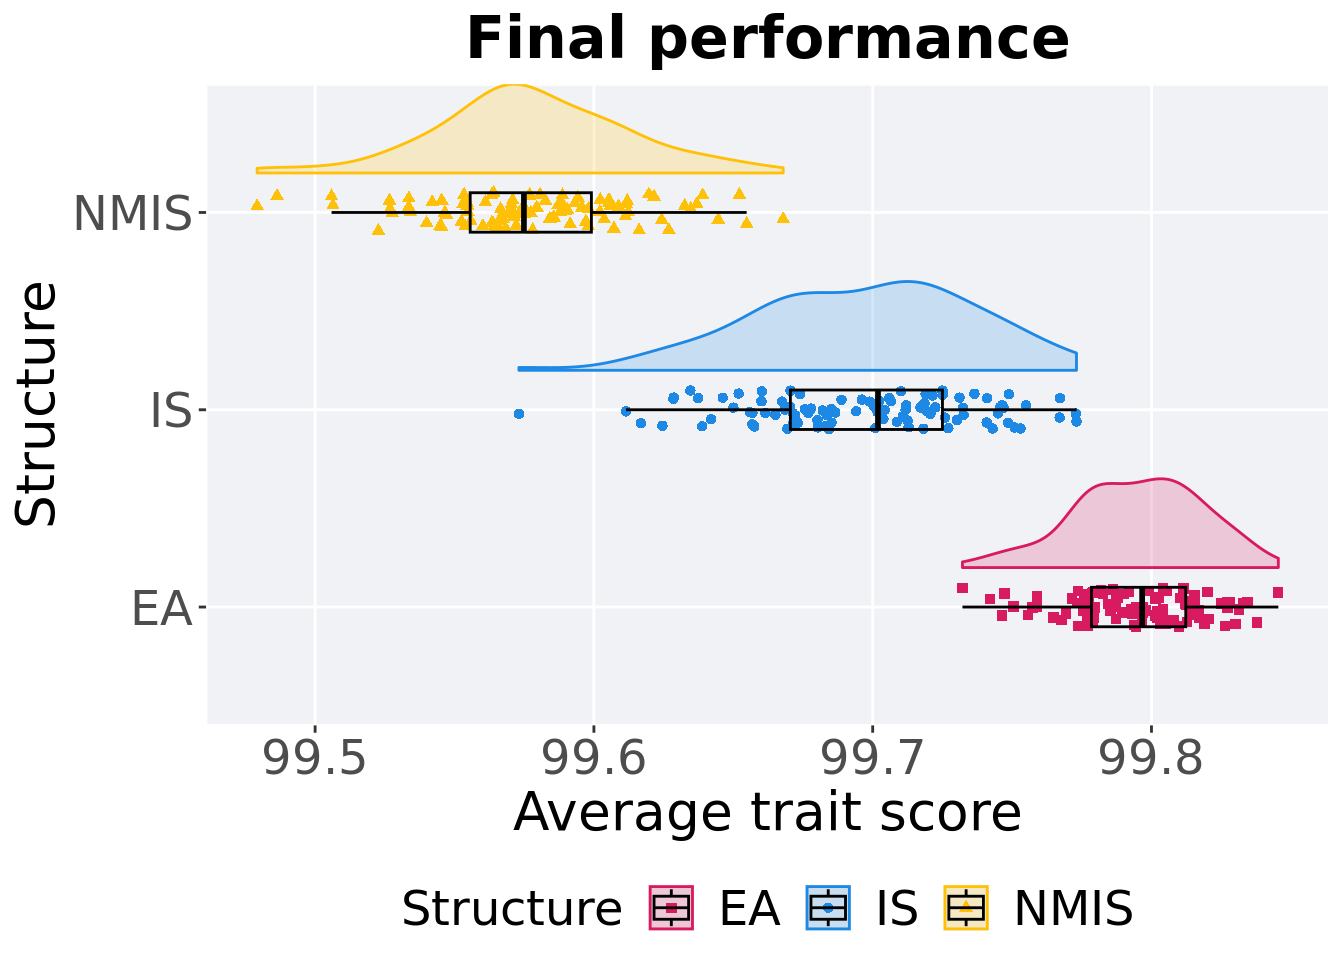 Final performance
NMIS
IS
EA
Structure
99.5 99.6 99.7 99.8
Average trait score
Structure EA IS NMIS